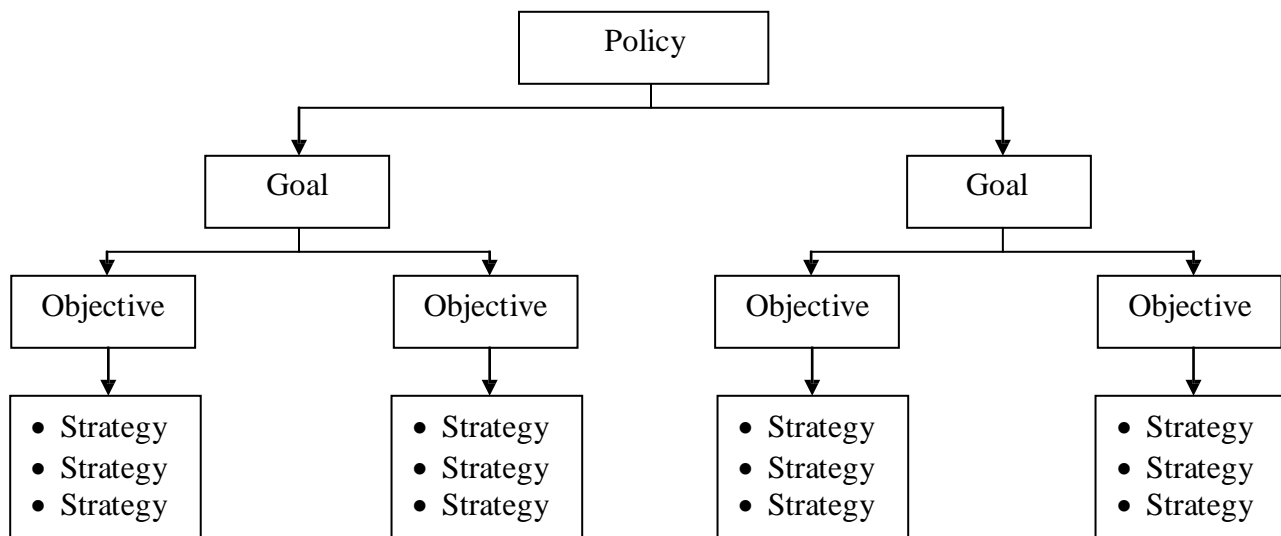 Policy
Goal Goal
Objective Objective Objective Objective
• Strategy • Strategy • Strategy • Strategy
• Strategy • Strategy • Strategy • Strategy
• Strategy • Strategy • Strategy • Strategy